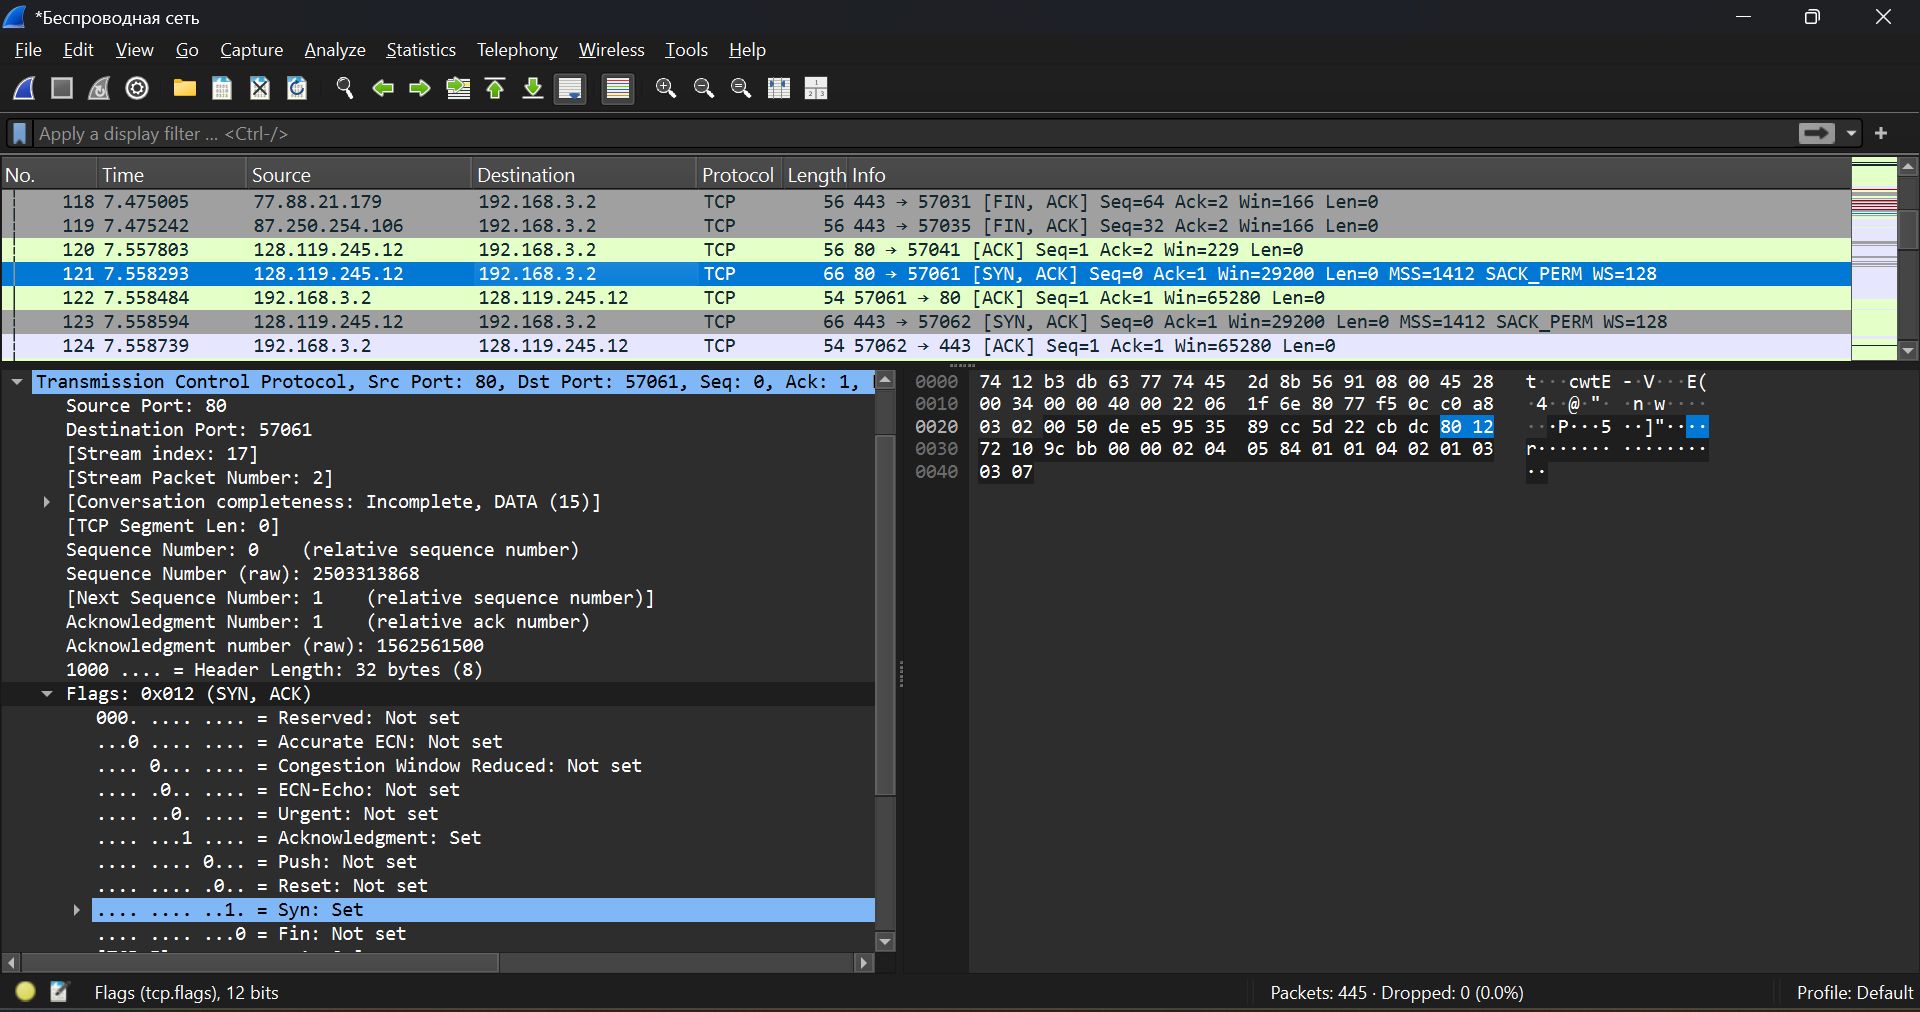 *Беспроводная сеть
File Edit View Go Capture Analyze Statistics Telephony Wireless Tools Help
Apply a display filter ... <Ctrl-/>
No. Time Source Destination Protocol Length Info
118 7.475005 77.88.21.179 192.168.3.2 TCP 56 443 → 57031 [FIN, ACK] Seq=64 Ack=2 Win=166 Len=0
119 7.475242 87.250.254.106 192.168.3.2 TCP 56 443 → 57035 [FIN, ACK] Seq=32 Ack=2 Win=166 Len=0
120 7.557803 128.119.245.12 192.168.3.2 TCP 56 80 → 57041 [ACK] Seq=1 Ack=2 Win=229 Len=0
121 7.558293 128.119.245.12 192.168.3.2 TCP 66 80 → 57061 [SYN, ACK] Seq=0 Ack=1 Win=29200 Len=0 MSS=1412 SACK_PERM WS=128
122 7.558484 192.168.3.2 128.119.245.12 TCP 54 57061 → 80 [ACK] Seq=1 Ack=1 Win=65280 Len=0
123 7.558594 128.119.245.12 192.168.3.2 TCP 66 443 → 57062 [SYN, ACK] Seq=0 Ack=1 Win=29200 Len=0 MSS=1412 SACK_PERM WS=128
124 7.558739 192.168.3.2 128.119.245.12 TCP 54 57062 → 443 [ACK] Seq=1 Ack=1 Win=65280 Len=0
Transmission Control Protocol, Src Port: 80, Dst Port: 57061, Seq: 0, Ack: 1,
Source Port: 80
Destination Port: 57061
[Stream index: 17]
[Stream Packet Number: 2]
[Conversation completeness: Incomplete, DATA (15)]
[TCP Segment Len: 0]
Sequence Number: 0 (relative sequence number)
Sequence Number (raw): 2503313868
[Next Sequence Number: 1 (relative sequence number)]
Acknowledgment Number: 1 (relative ack number)
Acknowledgment number (raw): 1562561500
1000 .... = Header Length: 32 bytes (8)
Flags: 0x012 (SYN, ACK)
000. .... .... = Reserved: Not set
...0 .... .... = Accurate ECN: Not set
.... 0... .... = Congestion Window Reduced: Not set
.... .0.. .... = ECN-Echo: Not set
.... ..0. .... = Urgent: Not set
.... ...1 .... = Acknowledgment: Set
.... .... 0... = Push: Not set
.... .... .0.. = Reset: Not set
.... .... ..1. = Syn: Set
.... .... ...0 = Fin: Not set
0000 74 12 b3 db 63 77 74 45 2d 8b 56 91 08 00 45 28 t···cwtE -·V···E(
0010 00 34 00 00 40 00 22 06 1f 6e 80 77 f5 0c c0 a8 ·4··@·"· ·n·w····
0020 03 02 00 50 de e5 95 35 89 cc 5d 22 cb dc 80 12 ···P···5 ··]"····
0030 72 10 9c bb 00 00 02 04 05 84 01 01 04 02 01 03 r······· ········
0040 03 07 ··
Flags (tcp.flags), 12 bits
Packets: 445 · Dropped: 0 (0.0%)
Profile: Default